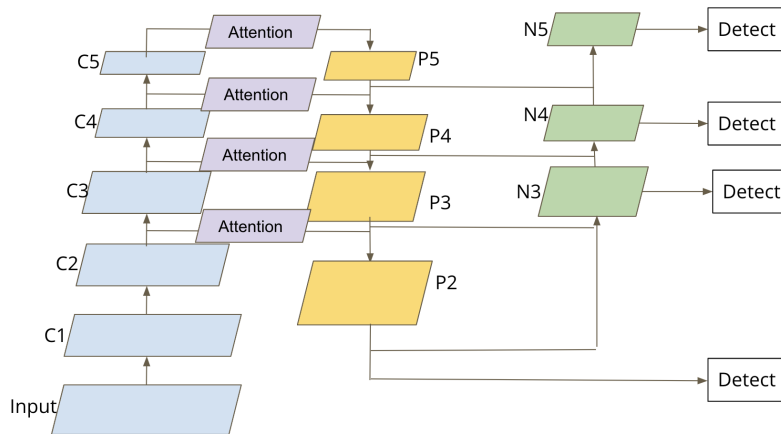 Attention
N5
Detect
C5
P5
Attention
C4
N4
Detect
P4
Attention
C3
N3
Detect
P3
Attention
C2
P2
C1
Detect
Input